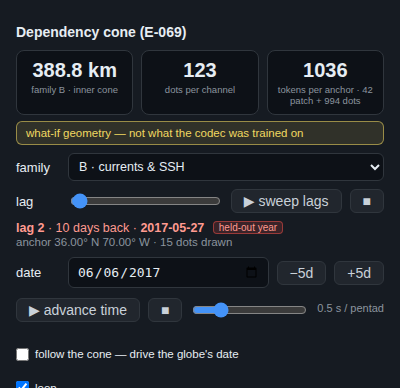 Dependency cone (E-069)
388.8 km
family B · inner cone
123
dots per channel
1036
tokens per anchor · 42
patch + 994 dots
what-if geometry — not what the codec was trained on
family
B · currents & SSH
lag
▶ sweep lags
■
lag 2 · 10 days back · 2017-05-27 held-out year
anchor 36.00° N 70.00° W · 15 dots drawn
date
06/06/2017
−5d
+5d
▶ advance time
■
0.5 s / pentad
follow the cone — drive the globe's date
loop